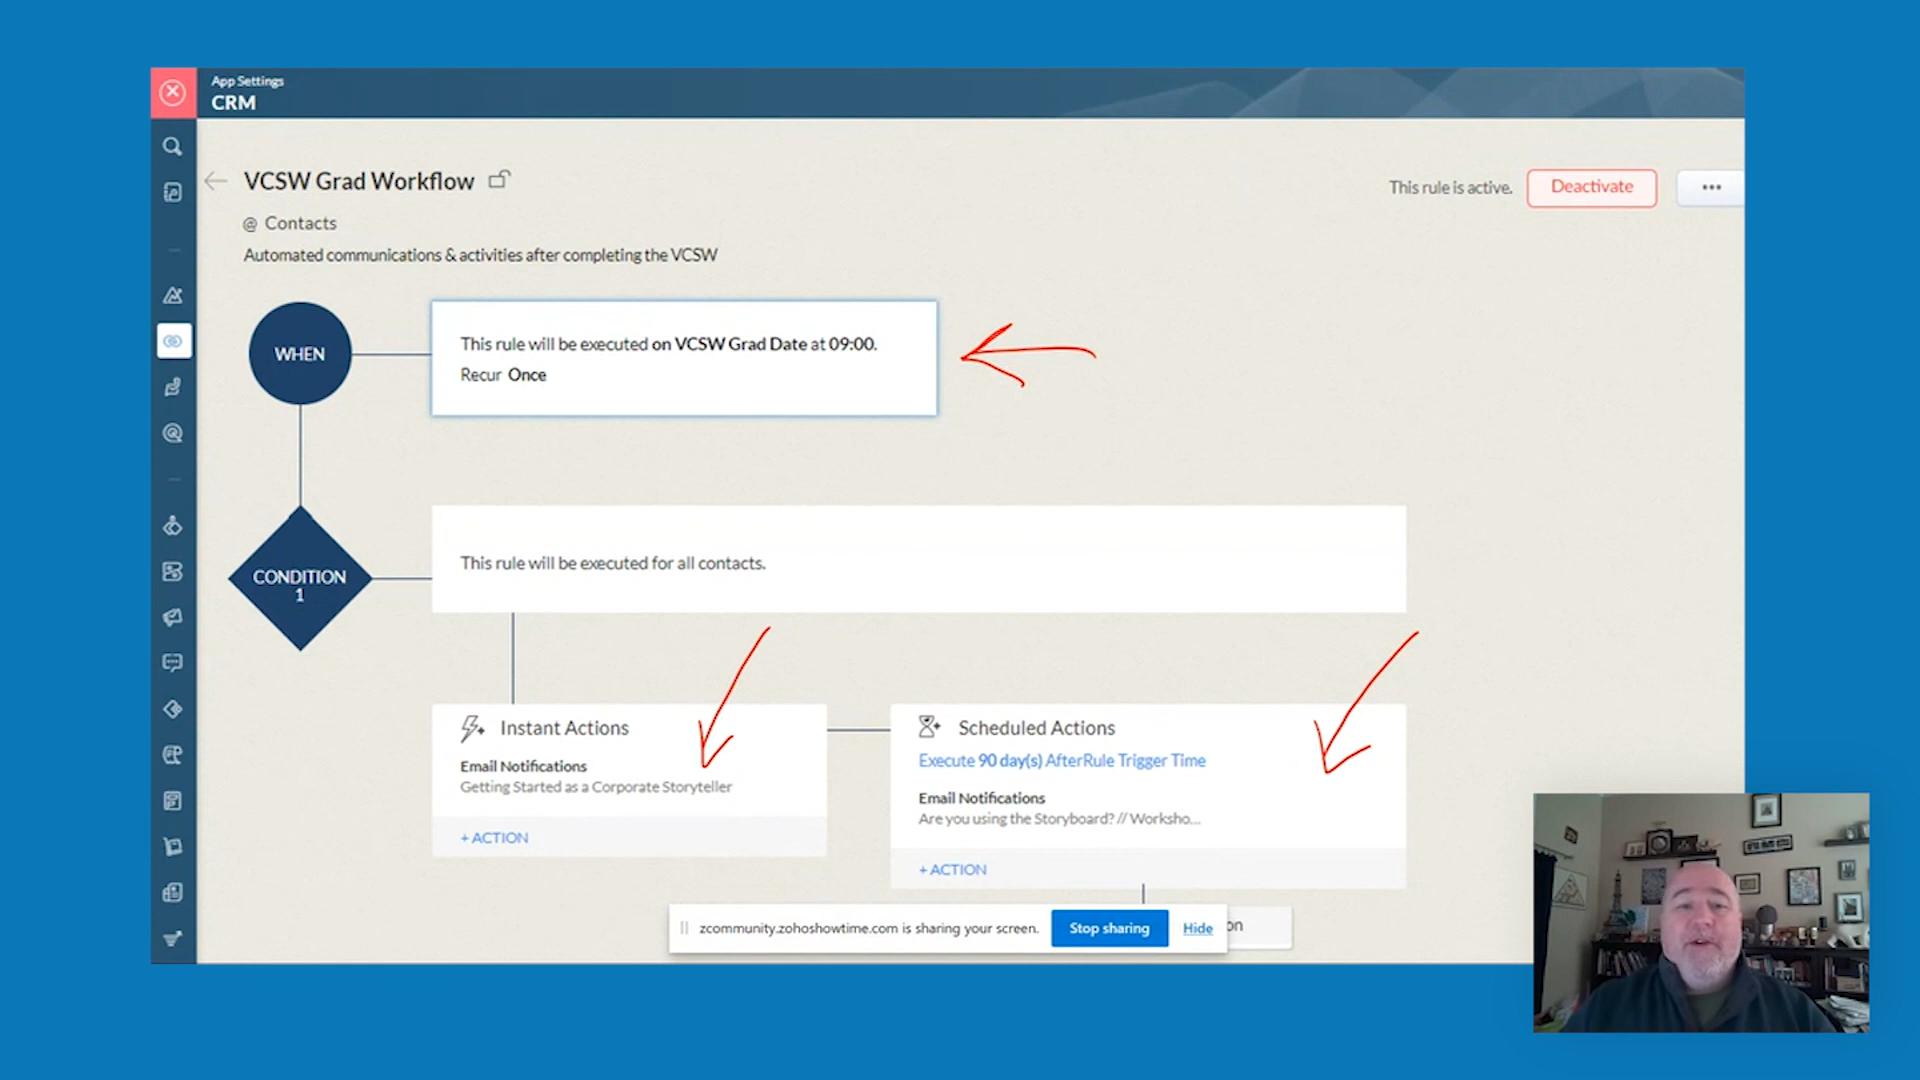 App Settings
CRM
VCSW Grad Workflow
This rule is active.
Deactivate
@ Contacts
Automated communications & activities after completing the VCSW
WHEN
This rule will be executed on VCSW Grad Date at 09:00.
Recur Once
CONDITION
1
This rule will be executed for all contacts.
Instant Actions
Email Notifications
Getting Started as a Corporate Storyteller
+ ACTION
Scheduled Actions
Execute 90 day(s) AfterRule Trigger Time
Email Notifications
Are you using the Storyboard? // Worksho...
+ ACTION
zcommunity.zohoshowtime.com is sharing your screen.
Stop sharing
Hide
on